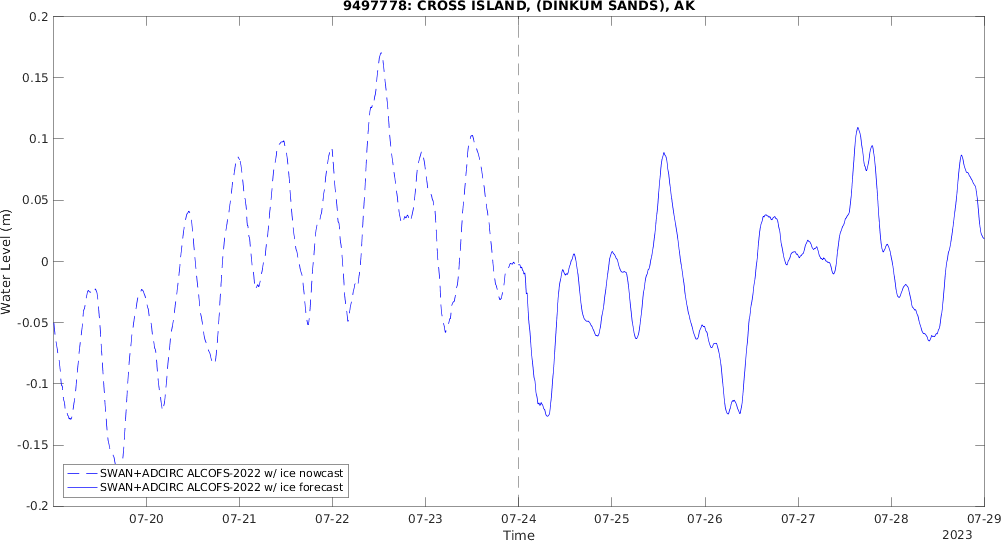 9497778: CROSS ISLAND, (DINKUM SANDS), AK
0.2
0.15
0.1
0.05
0
-0.05
-0.1
-0.15
-0.2
Water Level (m)
SWAN+ADCIRC ALCOFS-2022 w/ ice nowcast
SWAN+ADCIRC ALCOFS-2022 w/ ice forecast
07-20 07-21 07-22 07-23 07-24 07-25 07-26 07-27 07-28 07-29
Time
2023